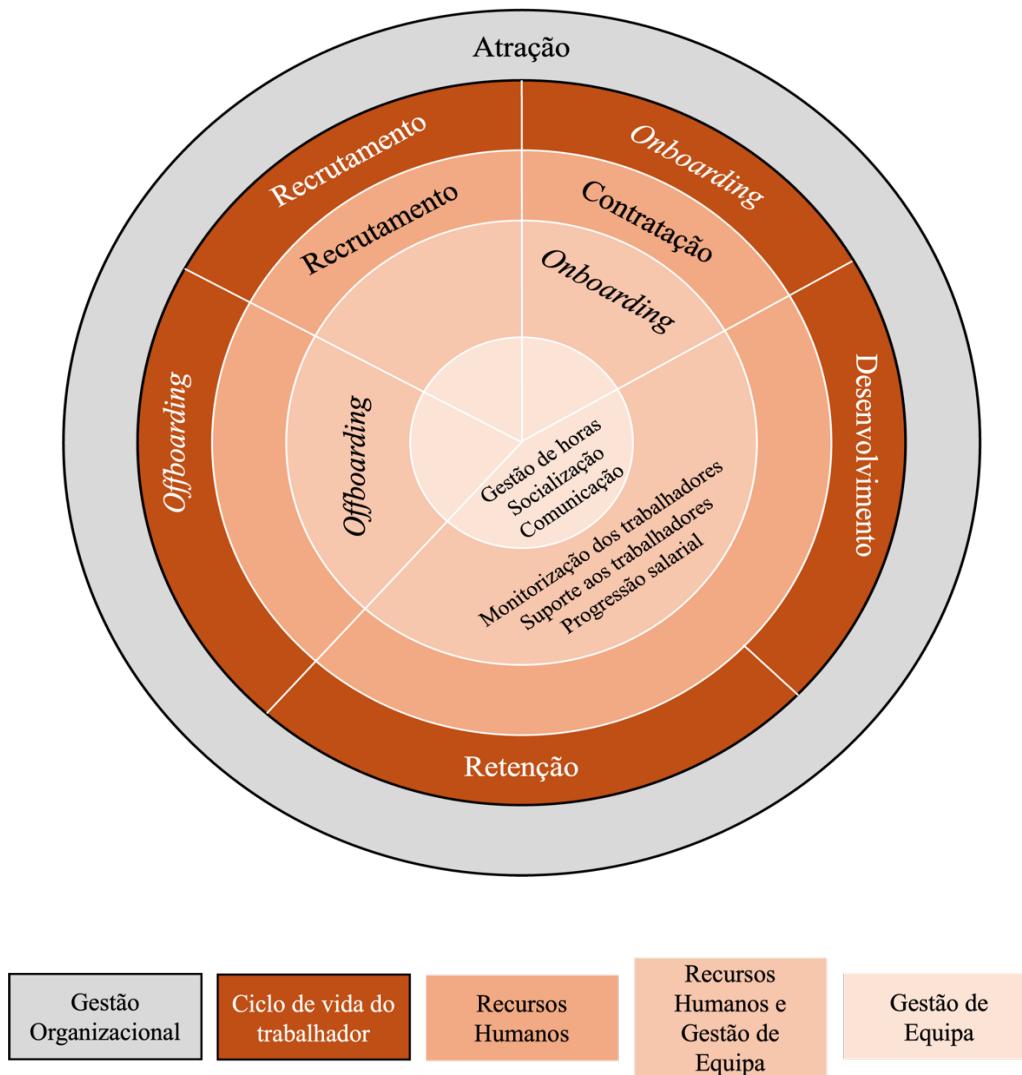 Atração
Recrutamento
Onboarding
Recrutamento
Contratação
Onboarding
Offboarding
Offboarding
Desenvolvimento
Gestão de horas
Socialização
Comunicação
Monitorização dos trabalhadores
Suporte aos trabalhadores
Progressão salarial
Retenção
Gestão
Organizacional
Ciclo de vida do
trabalhador
Recursos
Humanos
Recursos
Humanos e
Gestão de
Equipa
Gestão de
Equipa